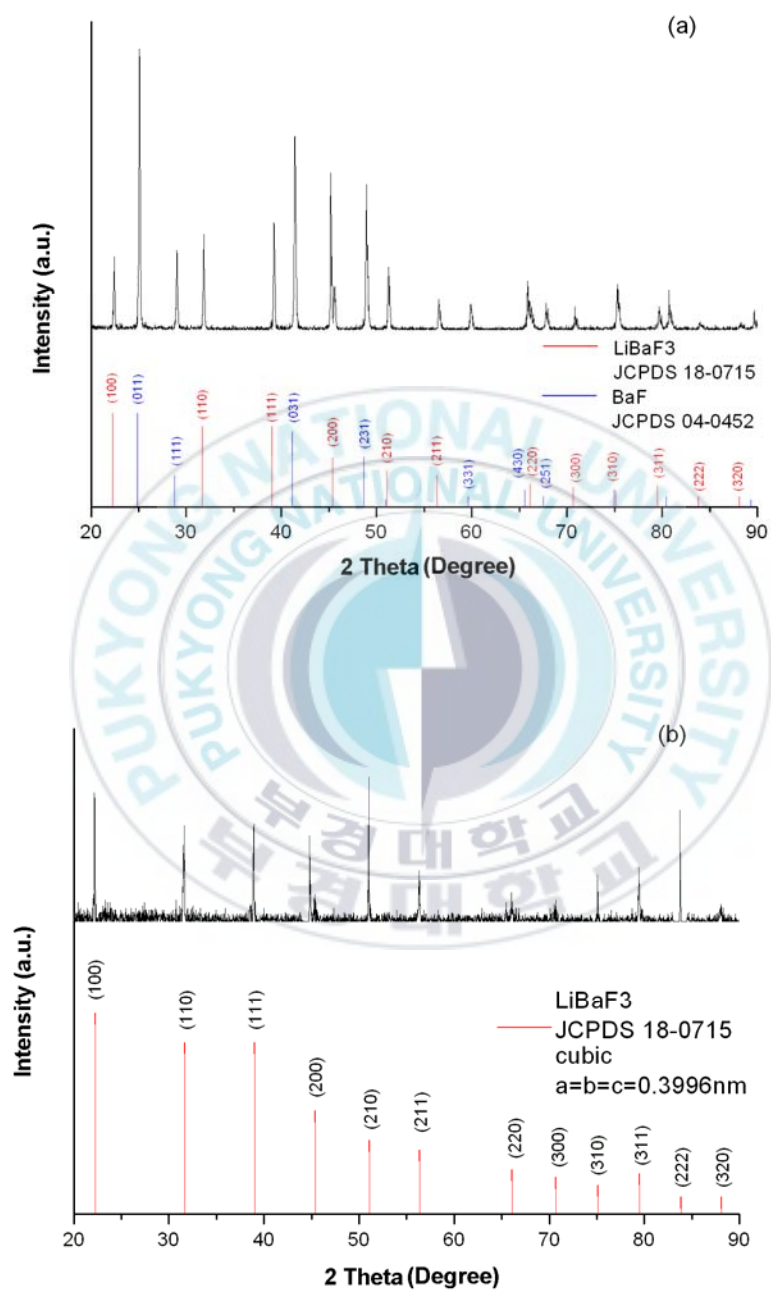 (a)
Intensity (a.u.)
LiBaF3
JCPDS 18-0715
BaF
JCPDS 04-0452
(100)
(011)
(111)
(110)
(111)
(031)
(200)
(231)
(210)
(211)
(331)
(430)
(220)
(251)
(300)
(310)
(311)
(222)
(320)
20 30 40 50 60 70 80 90
2 Theta (Degree)
PUKYONG NATIONAL UNIVERSITY
PUKYONG NATIONAL UNIVERSITY
부경대학교
부경대학교
(b)
Intensity (a.u.)
LiBaF3
JCPDS 18-0715
cubic
a=b=c=0.3996nm
(100)
(110)
(111)
(200)
(210)
(211)
(220)
(300)
(310)
(311)
(222)
(320)
20 30 40 50 60 70 80 90
2 Theta (Degree)